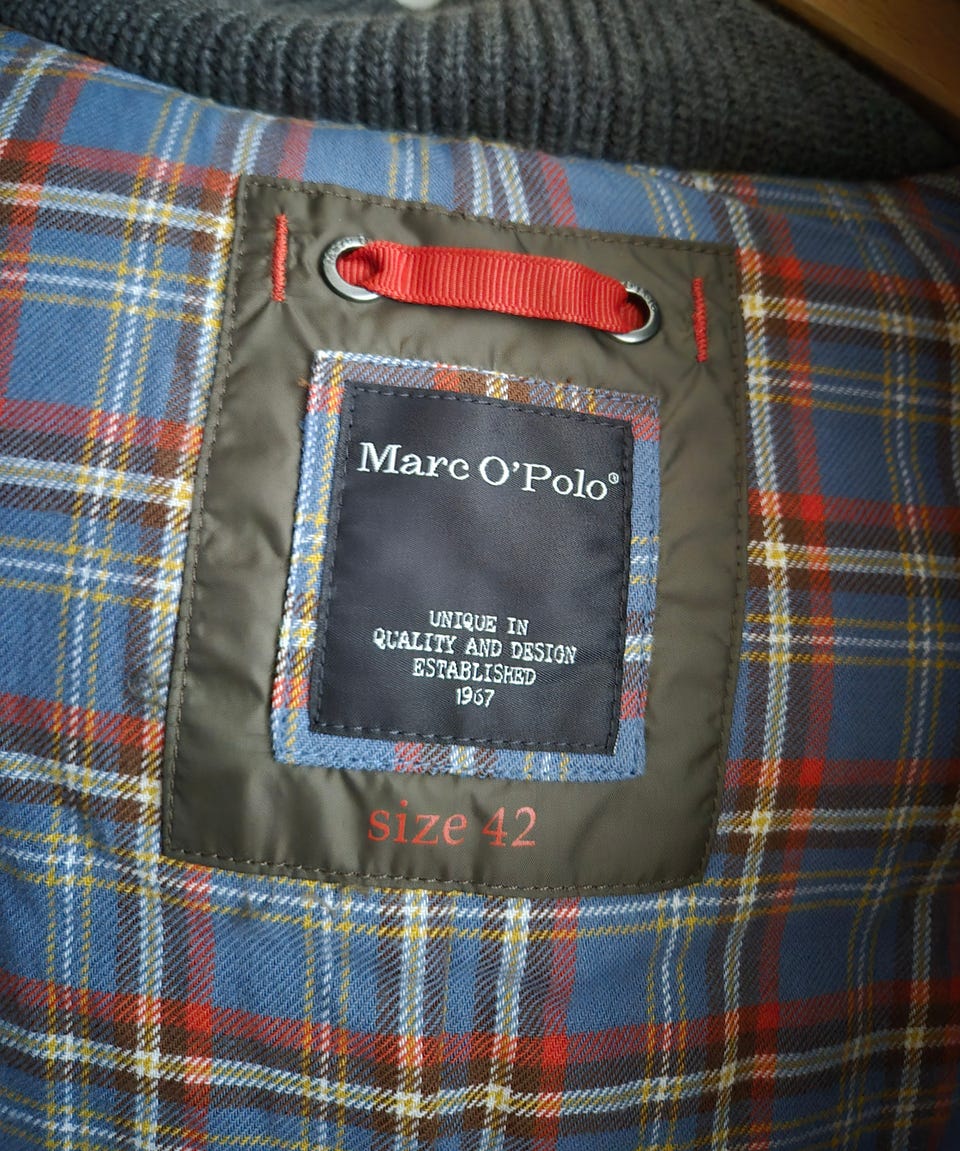 Marc O'Polo®
UNIQUE IN
QUALITY AND DESIGN
ESTABLISHED
1967
size 42